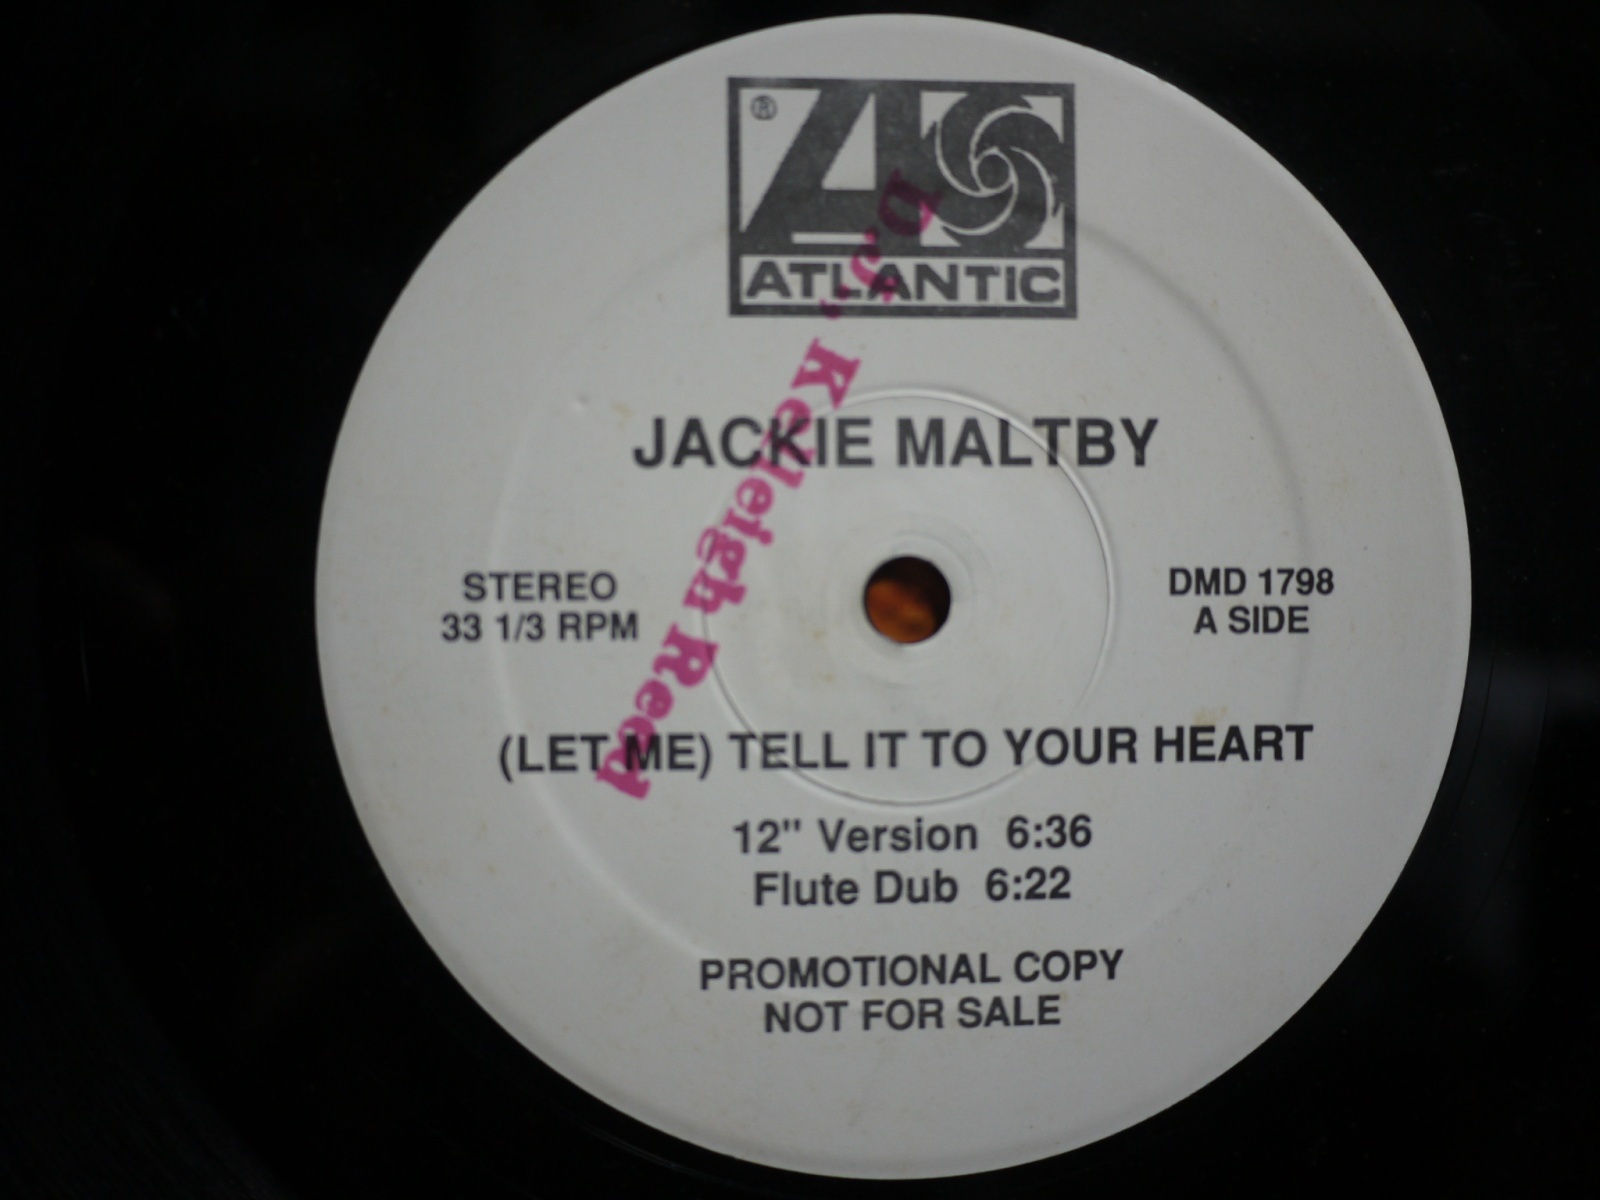 ®
ATLANTIC
D.J., Kelleigh Reed
JACKIE MALTBY
STEREO
33 1/3 RPM
DMD 1798
A SIDE
(LET ME) TELL IT TO YOUR HEART
12" Version 6:36
Flute Dub 6:22
PROMOTIONAL COPY
NOT FOR SALE